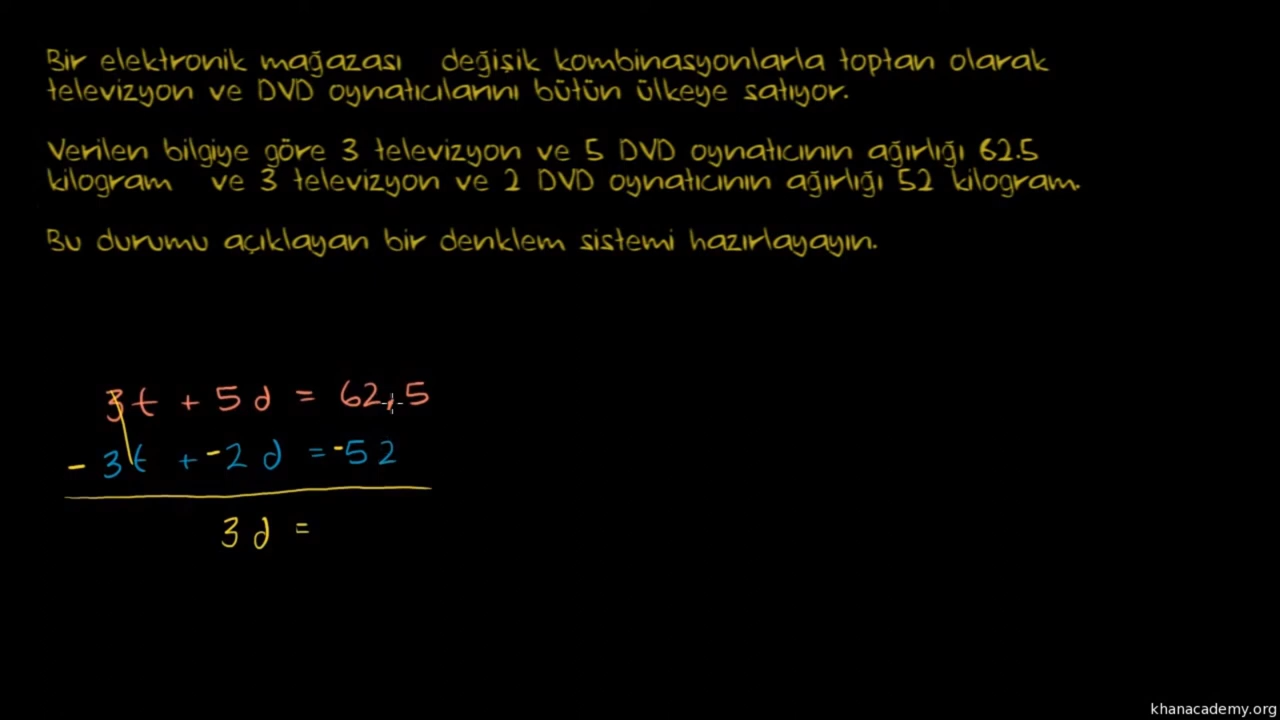 Bir elektronik mağazası değişik kombinasyonlarla toptan olarak
televizyon ve DVD oynatıcılarını bütün ülkeye satıyor.
Verilen bilgiye göre 3 televizyon ve 5 DVD oynatıcının ağırlığı 62.5
kilogram ve 3 televizyon ve 2 DVD oynatıcının ağırlığı 52 kilogram.
Bu durumu açıklayan bir denklem sistemi hazırlayayın.
3t + 5d = 62,5
-3t + -2d = -52
3d =
khanacademy.org